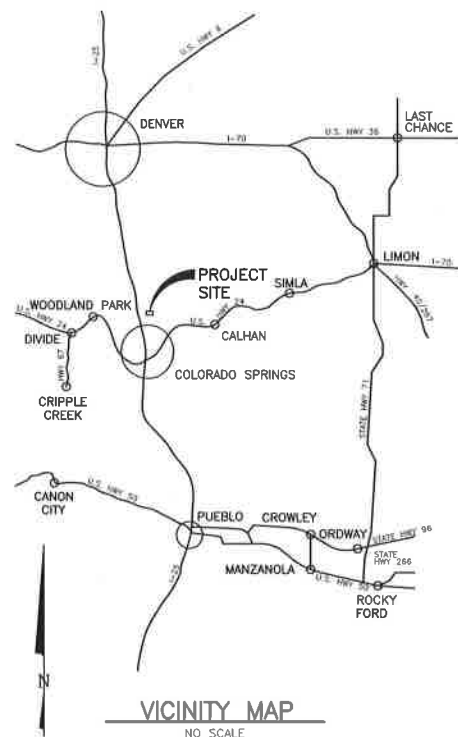 I-25
U.S. HWY 6
DENVER
LAST
CHANCE
U.S. HWY 36
I-70
LIMON
I-70
PROJECT
SITE
SIMLA
HWY. 40/287
WOODLAND PARK
U.S. HWY 24
U.S. HWY 24
DIVIDE
CALHAN
HWY 67
COLORADO SPRINGS
CRIPPLE
CREEK
STATE HWY 71
U.S. HWY 50
CANON
CITY
PUEBLO
CROWLEY
ORDWAY
STATE HWY 96
STATE
HWY 266
MANZANOLA
U.S. HWY 50
ROCKY
FORD
I-25
N
VICINITY MAP
NO SCALE